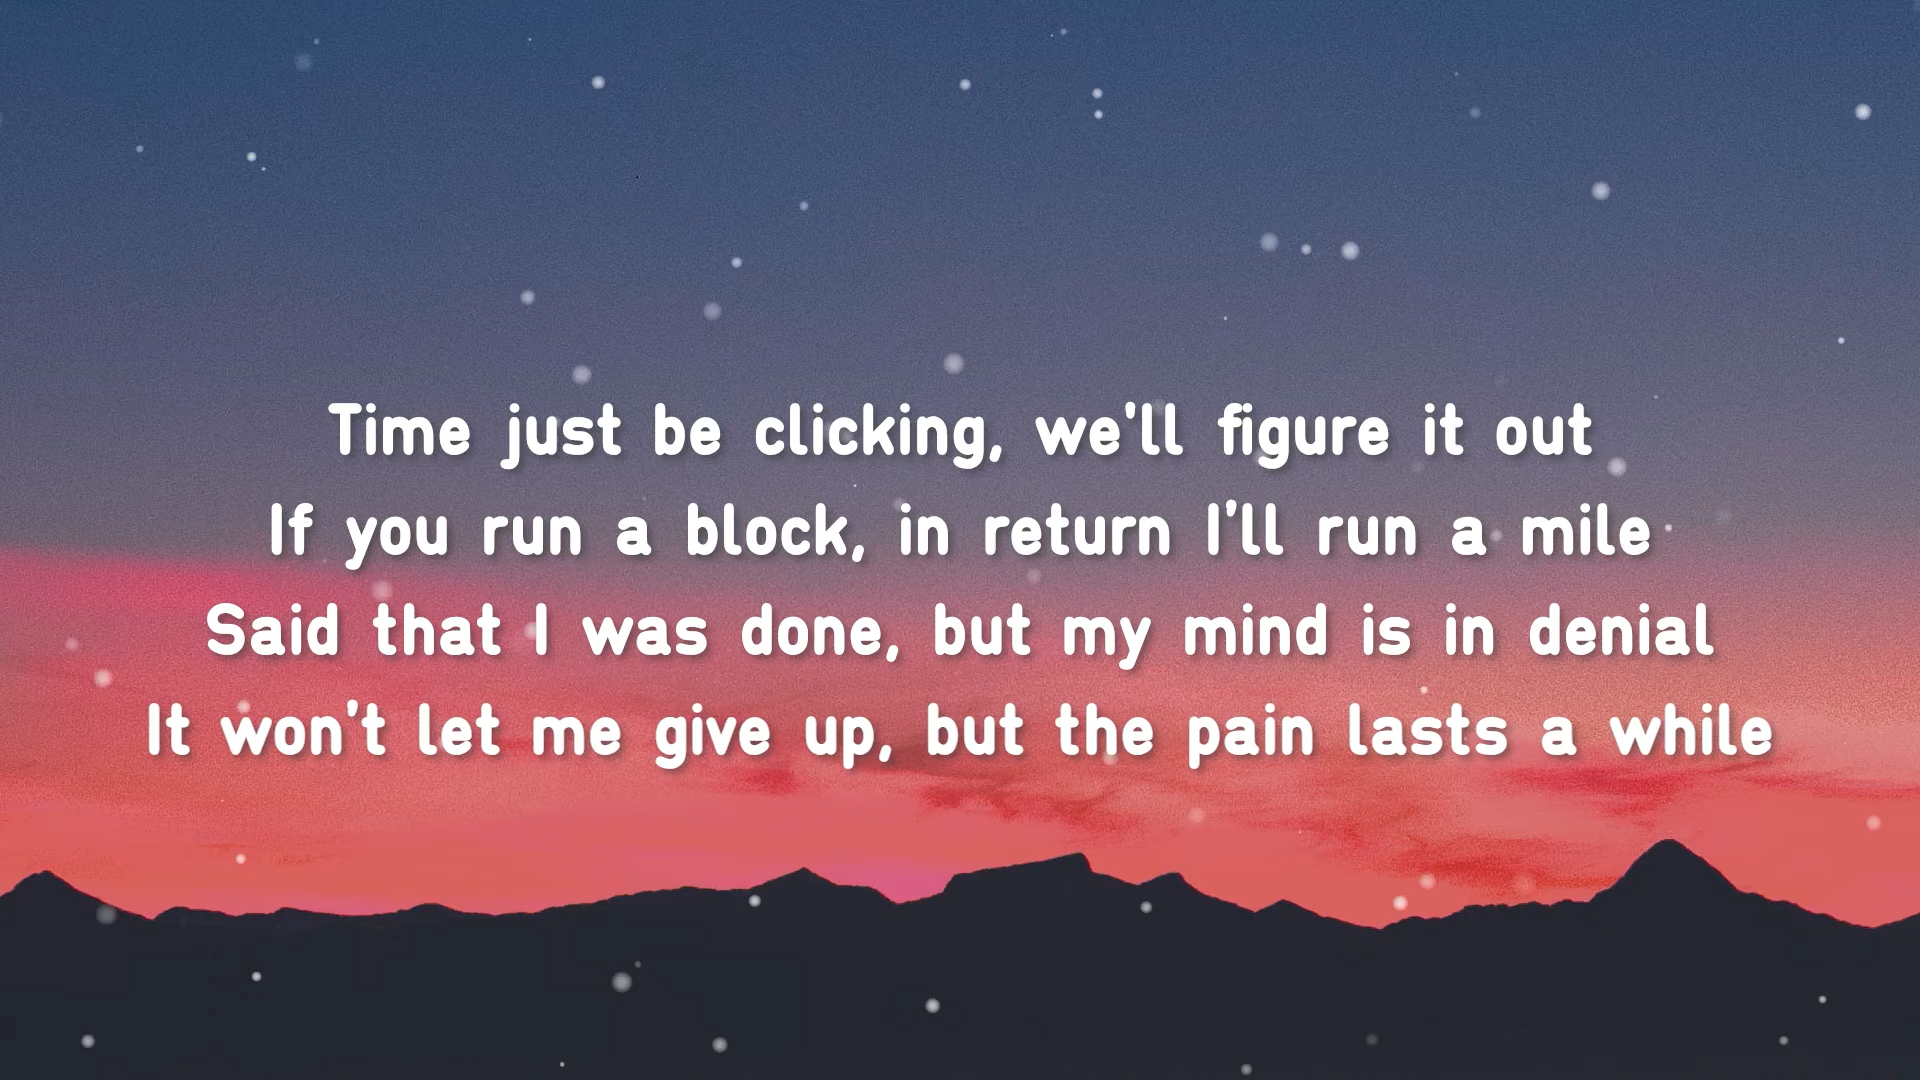 Time just be clicking, we'll figure it out
If you run a block, in return I'll run a mile
Said that I was done, but my mind is in denial
It won't let me give up, but the pain lasts a while